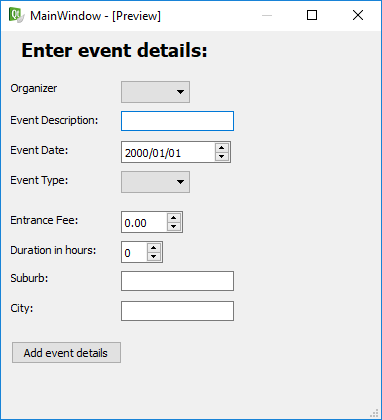 MainWindow - [Preview]
Enter event details:
Organizer
Event Description:
Event Date: 2000/01/01
Event Type:
Entrance Fee: 0.00
Duration in hours: 0
Suburb:
City:
Add event details